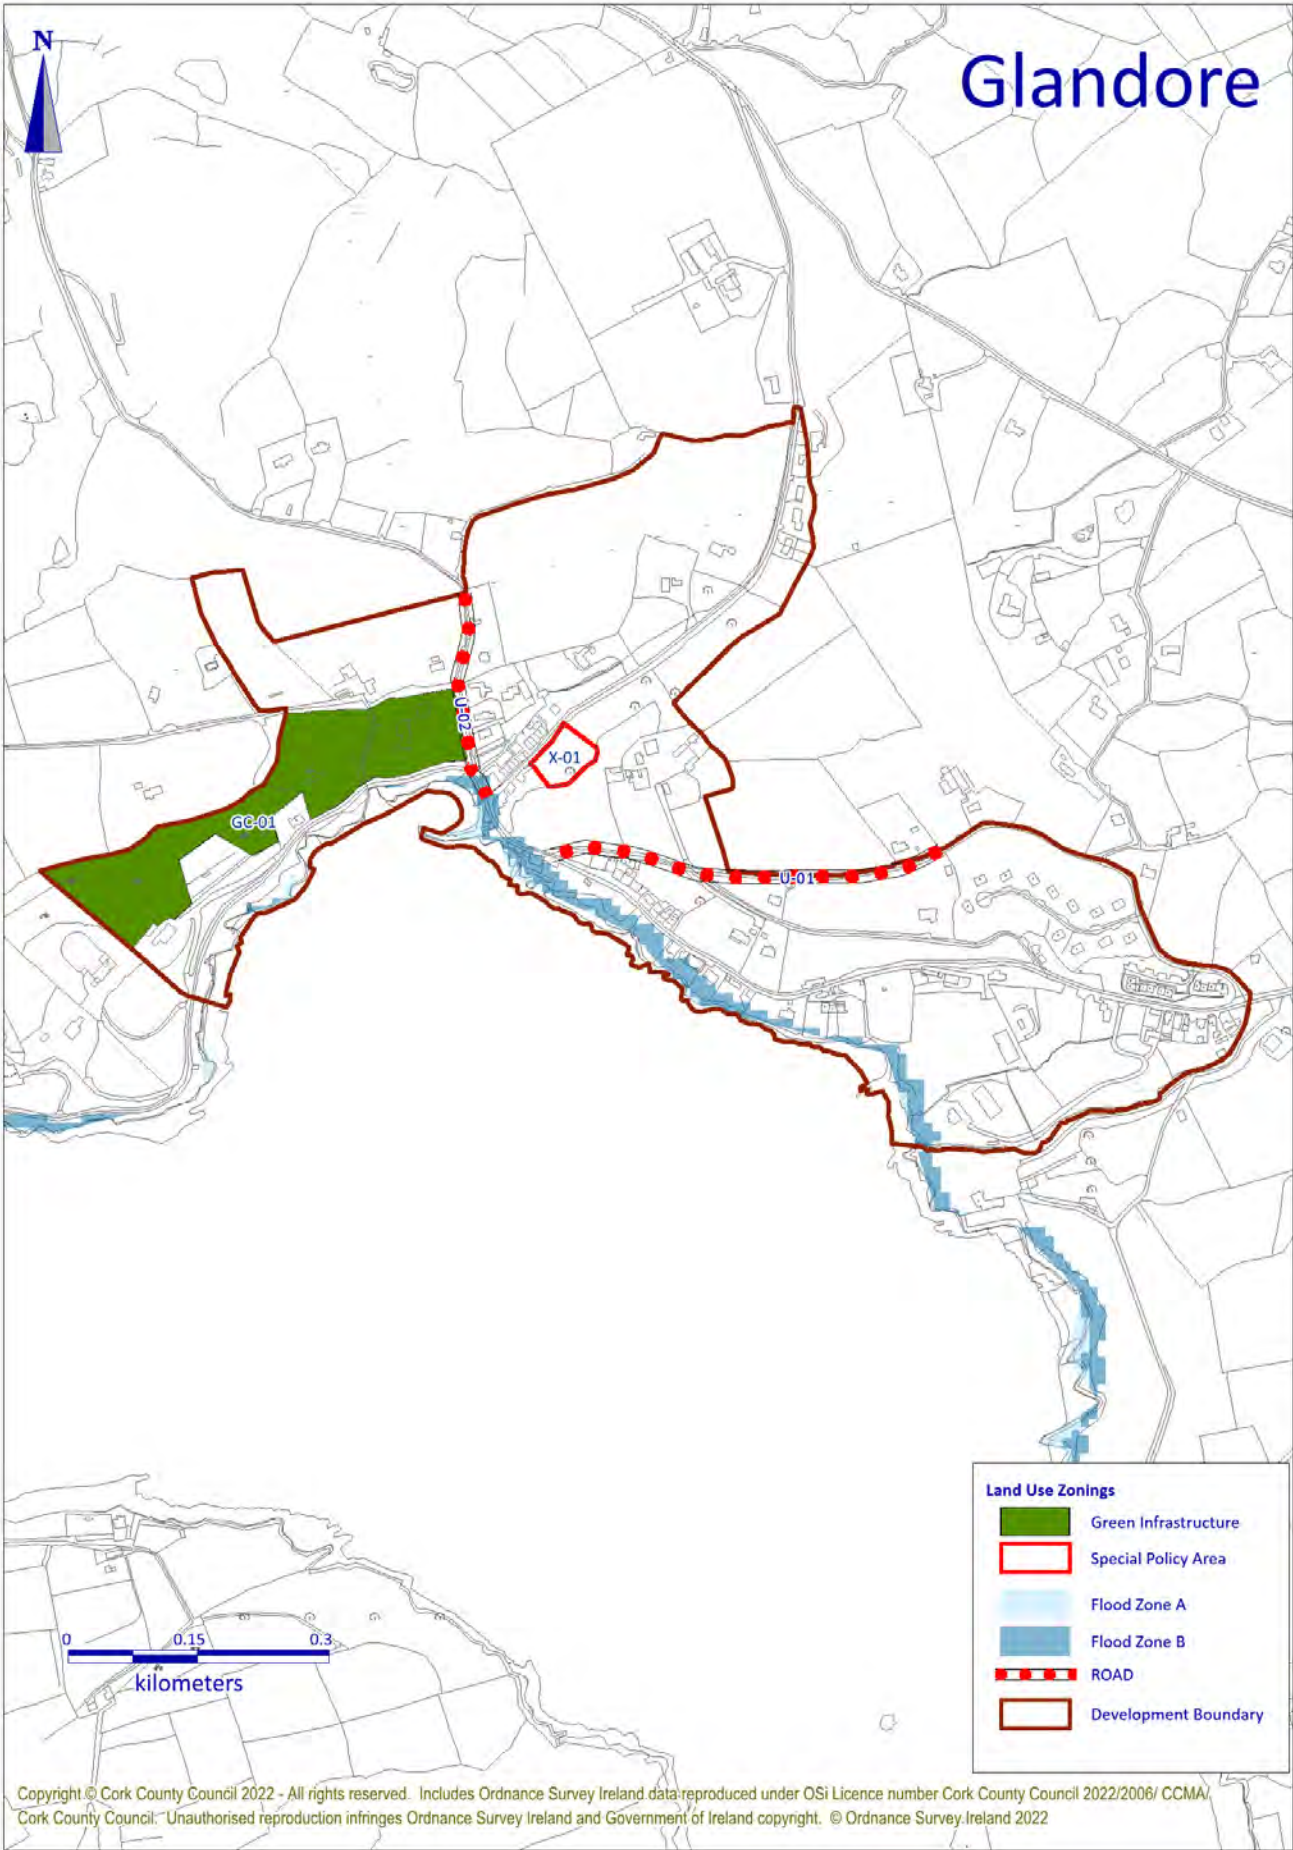 N
Glandore
U-02
X-01
GC-01
U-01
Land Use Zonings
Green Infrastructure
Special Policy Area
Flood Zone A
Flood Zone B
ROAD
Development Boundary
0 0.15 0.3
kilometers
Copyright © Cork County Council 2022 - All rights reserved. Includes Ordnance Survey Ireland data reproduced under OSi Licence number Cork County Council 2022/2006/ CCMA/
Cork County Council. Unauthorised reproduction infringes Ordnance Survey Ireland and Government of Ireland copyright. © Ordnance Survey Ireland 2022